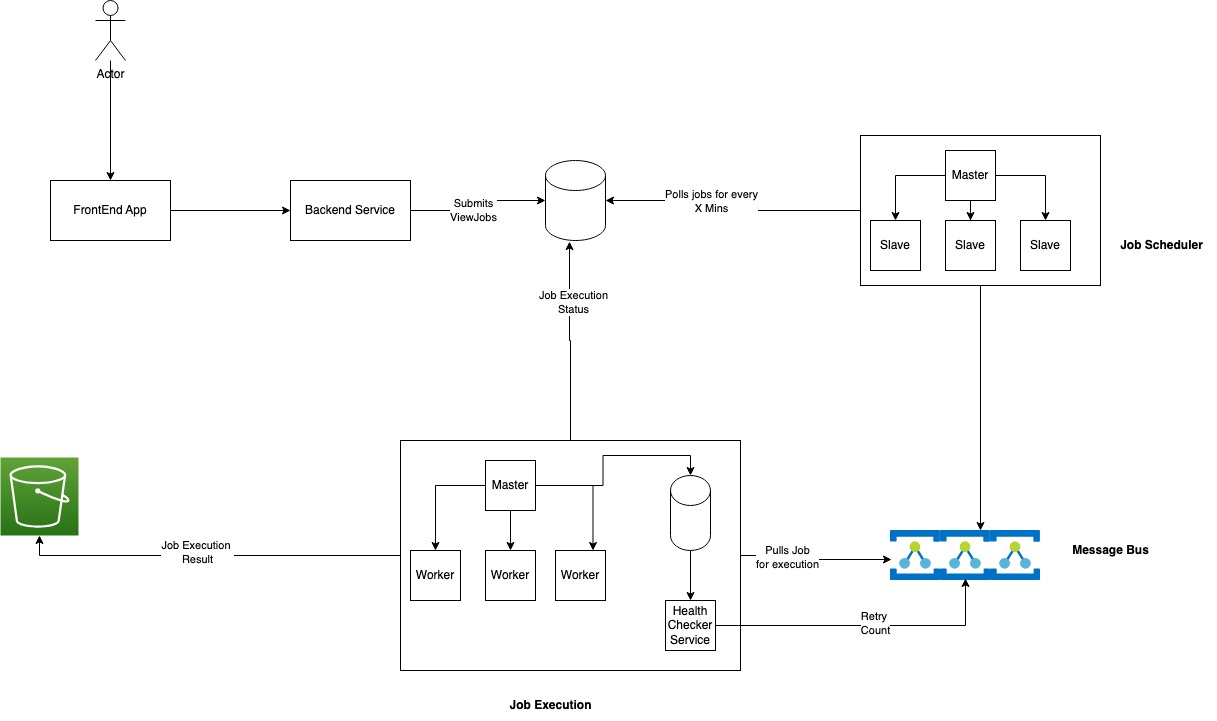 Actor
FrontEnd App
Backend Service
Submits
ViewJobs
Polls jobs for every
X Mins
Master
Slave
Slave
Slave
Job Scheduler
Job Execution
Status
Master
Worker
Worker
Worker
Health
Checker
Service
Job Execution
Result
Pulls Job
for execution
Message Bus
Retry
Count
Job Execution